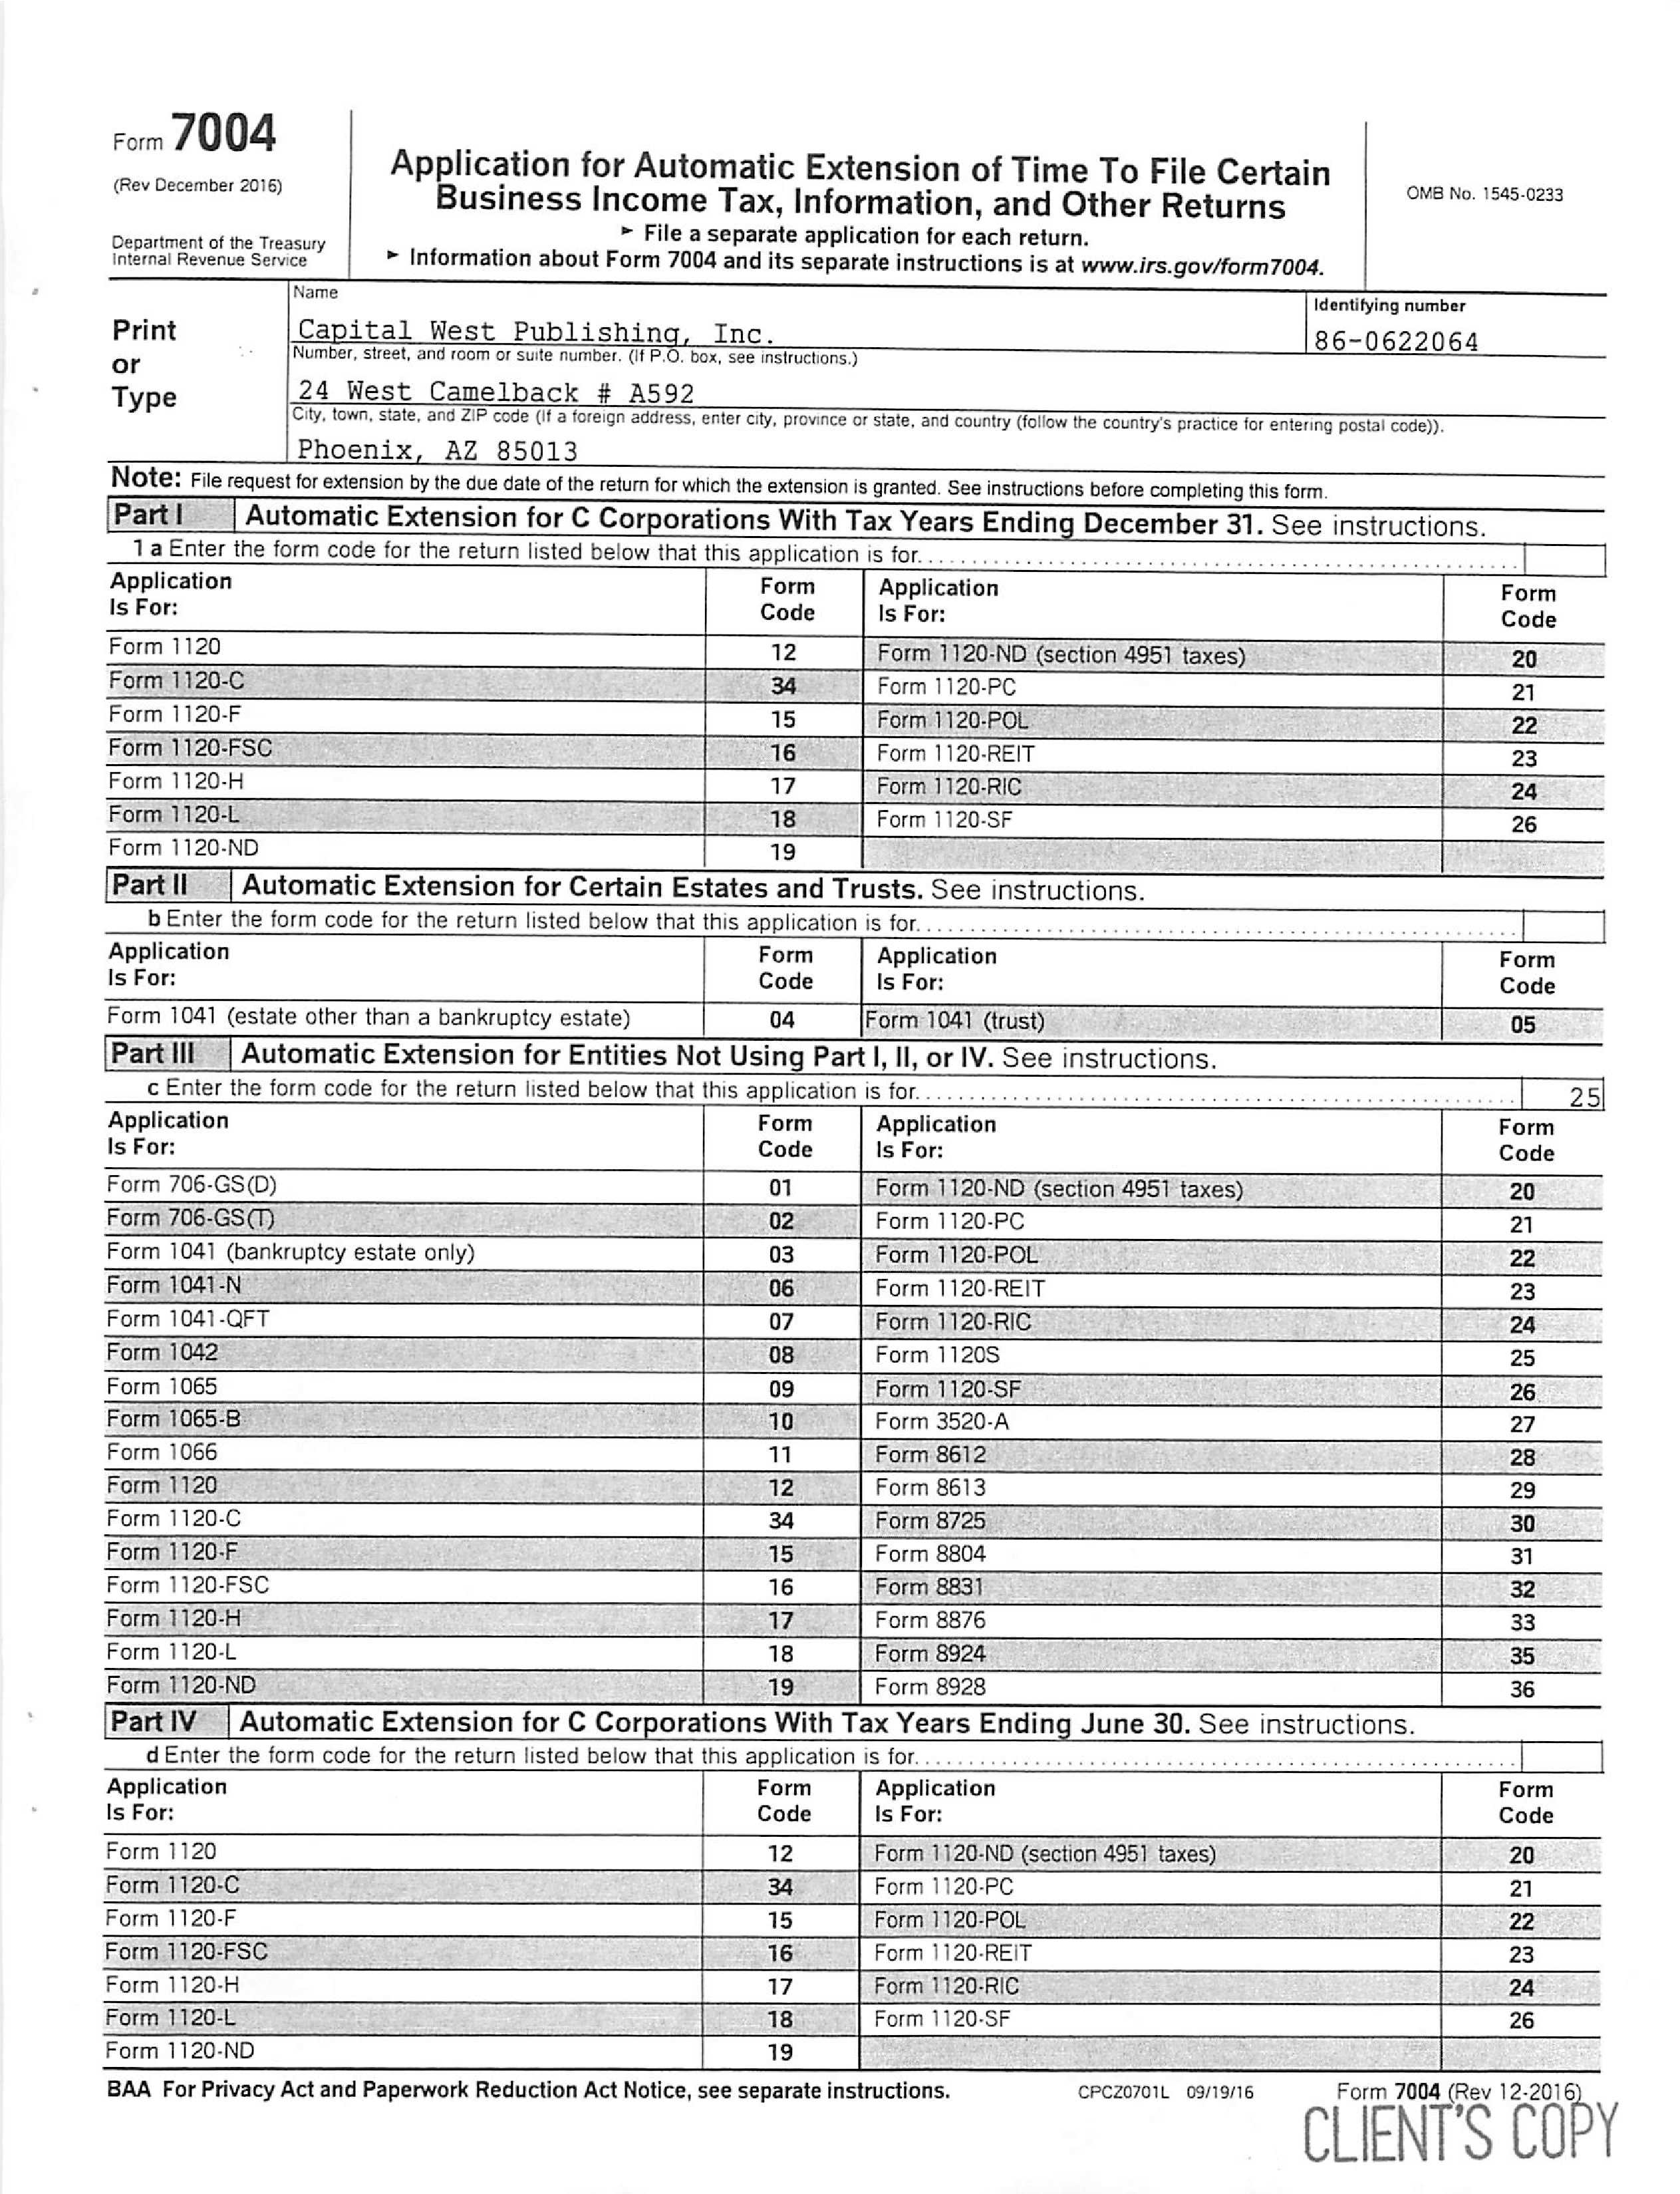 Form 7004
(Rev December 2016)
Department of the Treasury
Internal Revenue Service
Application for Automatic Extension of Time To File Certain
Business Income Tax, Information, and Other Returns
► File a separate application for each return.
► Information about Form 7004 and its separate instructions is at www.irs.gov/form7004.
OMB No. 1545-0233
Print
or
Type
Name
Capital West Publishing, Inc.
Identifying number
86-0622064
Number, street, and room or suite number. (If P.O. box, see instructions.)
24 West Camelback # A592
City, town, state, and ZIP code (If a foreign address, enter city, province or state, and country (follow the country's practice for entering postal code)).
Phoenix, AZ 85013
Note: File request for extension by the due date of the return for which the extension is granted. See instructions before completing this form.
Part I Automatic Extension for C Corporations With Tax Years Ending December 31. See instructions.
1 a Enter the form code for the return listed below that this application is for
Application Is For: Form Code Application Is For: Form Code
Form 1120 12 Form 1120-ND (section 4951 taxes) 20
Form 1120-C 34 Form 1120-PC 21
Form 1120-F 15 Form 1120-POL 22
Form 1120-FSC 16 Form 1120-REIT 23
Form 1120-H 17 Form 1120-RIC 24
Form 1120-L 18 Form 1120-SF 26
Form 1120-ND 19
Part II Automatic Extension for Certain Estates and Trusts. See instructions.
b Enter the form code for the return listed below that this application is for
Application Is For: Form Code Application Is For: Form Code
Form 1041 (estate other than a bankruptcy estate) 04 Form 1041 (trust) 05
Part III Automatic Extension for Entities Not Using Part I, II, or IV. See instructions.
c Enter the form code for the return listed below that this application is for 25
Application Is For: Form Code Application Is For: Form Code
Form 706-GS(D) 01 Form 1120-ND (section 4951 taxes) 20
Form 706-GS(T) 02 Form 1120-PC 21
Form 1041 (bankruptcy estate only) 03 Form 1120-POL 22
Form 1041-N 06 Form 1120-REIT 23
Form 1041-QFT 07 Form 1120-RIC 24
Form 1042 08 Form 1120S 25
Form 1065 09 Form 1120-SF 26
Form 1065-B 10 Form 3520-A 27
Form 1066 11 Form 8612 28
Form 1120 12 Form 8613 29
Form 1120-C 34 Form 8725 30
Form 1120-F 15 Form 8804 31
Form 1120-FSC 16 Form 8831 32
Form 1120-H 17 Form 8876 33
Form 1120-L 18 Form 8924 35
Form 1120-ND 19 Form 8928 36
Part IV Automatic Extension for C Corporations With Tax Years Ending June 30. See instructions.
d Enter the form code for the return listed below that this application is for
Application Is For: Form Code Application Is For: Form Code
Form 1120 12 Form 1120-ND (section 4951 taxes) 20
Form 1120-C 34 Form 1120-PC 21
Form 1120-F 15 Form 1120-POL 22
Form 1120-FSC 16 Form 1120-REIT 23
Form 1120-H 17 Form 1120-RIC 24
Form 1120-L 18 Form 1120-SF 26
Form 1120-ND 19
BAA For Privacy Act and Paperwork Reduction Act Notice, see separate instructions. CPCZ0701L 09/19/16 Form 7004 (Rev 12-2016)
CLIENT'S COPY